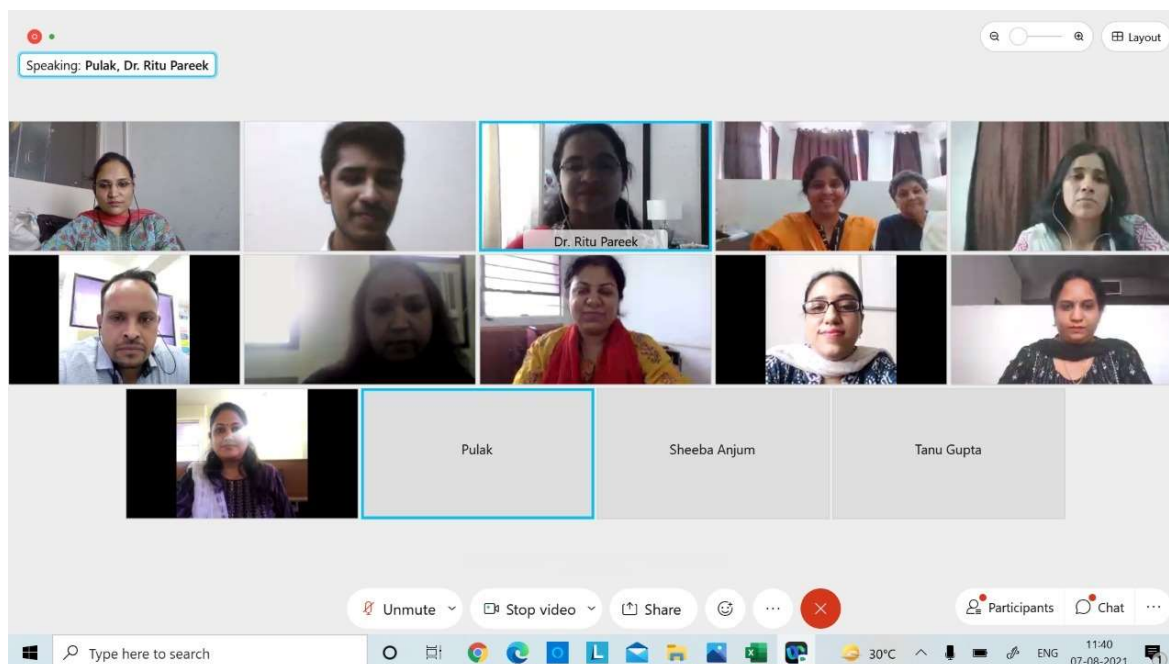 Layout
Speaking: Pulak, Dr. Ritu Pareek
Dr. Ritu Pareek
Pulak
Sheeba Anjum
Tanu Gupta
Unmute
Stop video
Share
Participants
Chat
Type here to search
30°C
ENG
11:40
07-08-2021